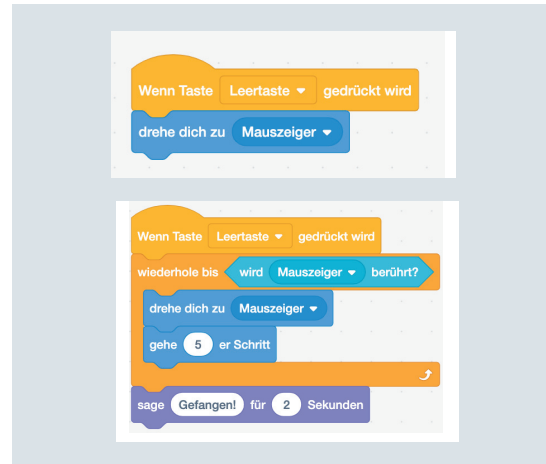 Wenn Taste Leertaste gedrückt wird
drehe dich zu Mauszeiger
Wenn Taste Leertaste gedrückt wird
wiederhole bis wird Mauszeiger berührt?
drehe dich zu Mauszeiger
gehe 5 er Schritt
sage Gefangen! für 2 Sekunden